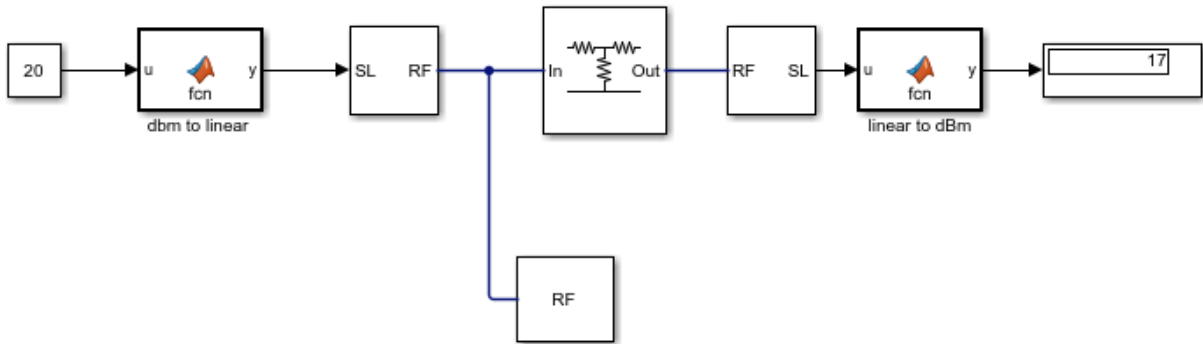 20
u
y
fcn
dbm to linear
SL
RF
In
Out
RF
SL
u
y
fcn
linear to dBm
17
RF